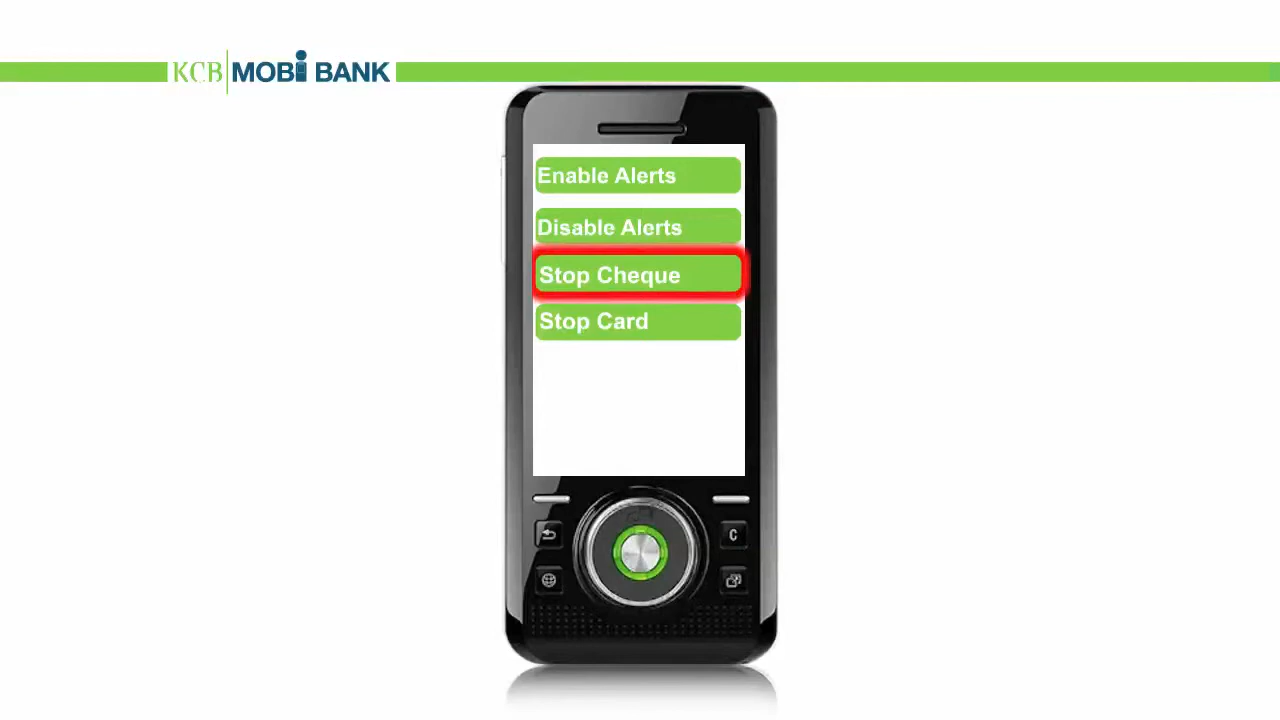 KCB MOBI BANK
Enable Alerts
Disable Alerts
Stop Cheque
Stop Card
C